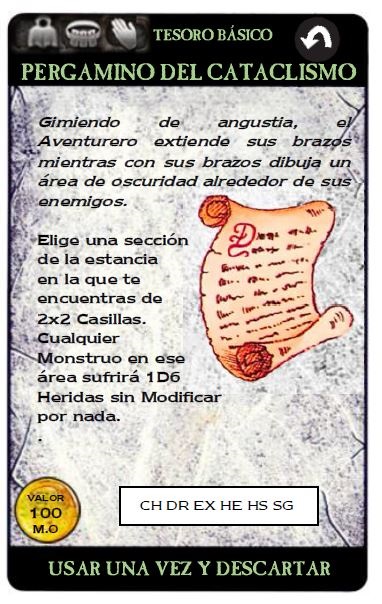 TESORO BÁSICO
PERGAMINO DEL CATACLISMO
Gimiendo de angustia, el
Aventurero extiende sus brazos
mientras con sus brazos dibuja un
área de oscuridad alrededor de sus
enemigos.
Elige una sección
de la estancia
en la que te
encuentras de
2x2 Casillas.
Cualquier
Monstruo en ese
área sufrirá 1D6
Heridas sin Modificar
por nada.
.
VALOR
100
M.O
CH DR EX HE HS SG
USAR UNA VEZ Y DESCARTAR